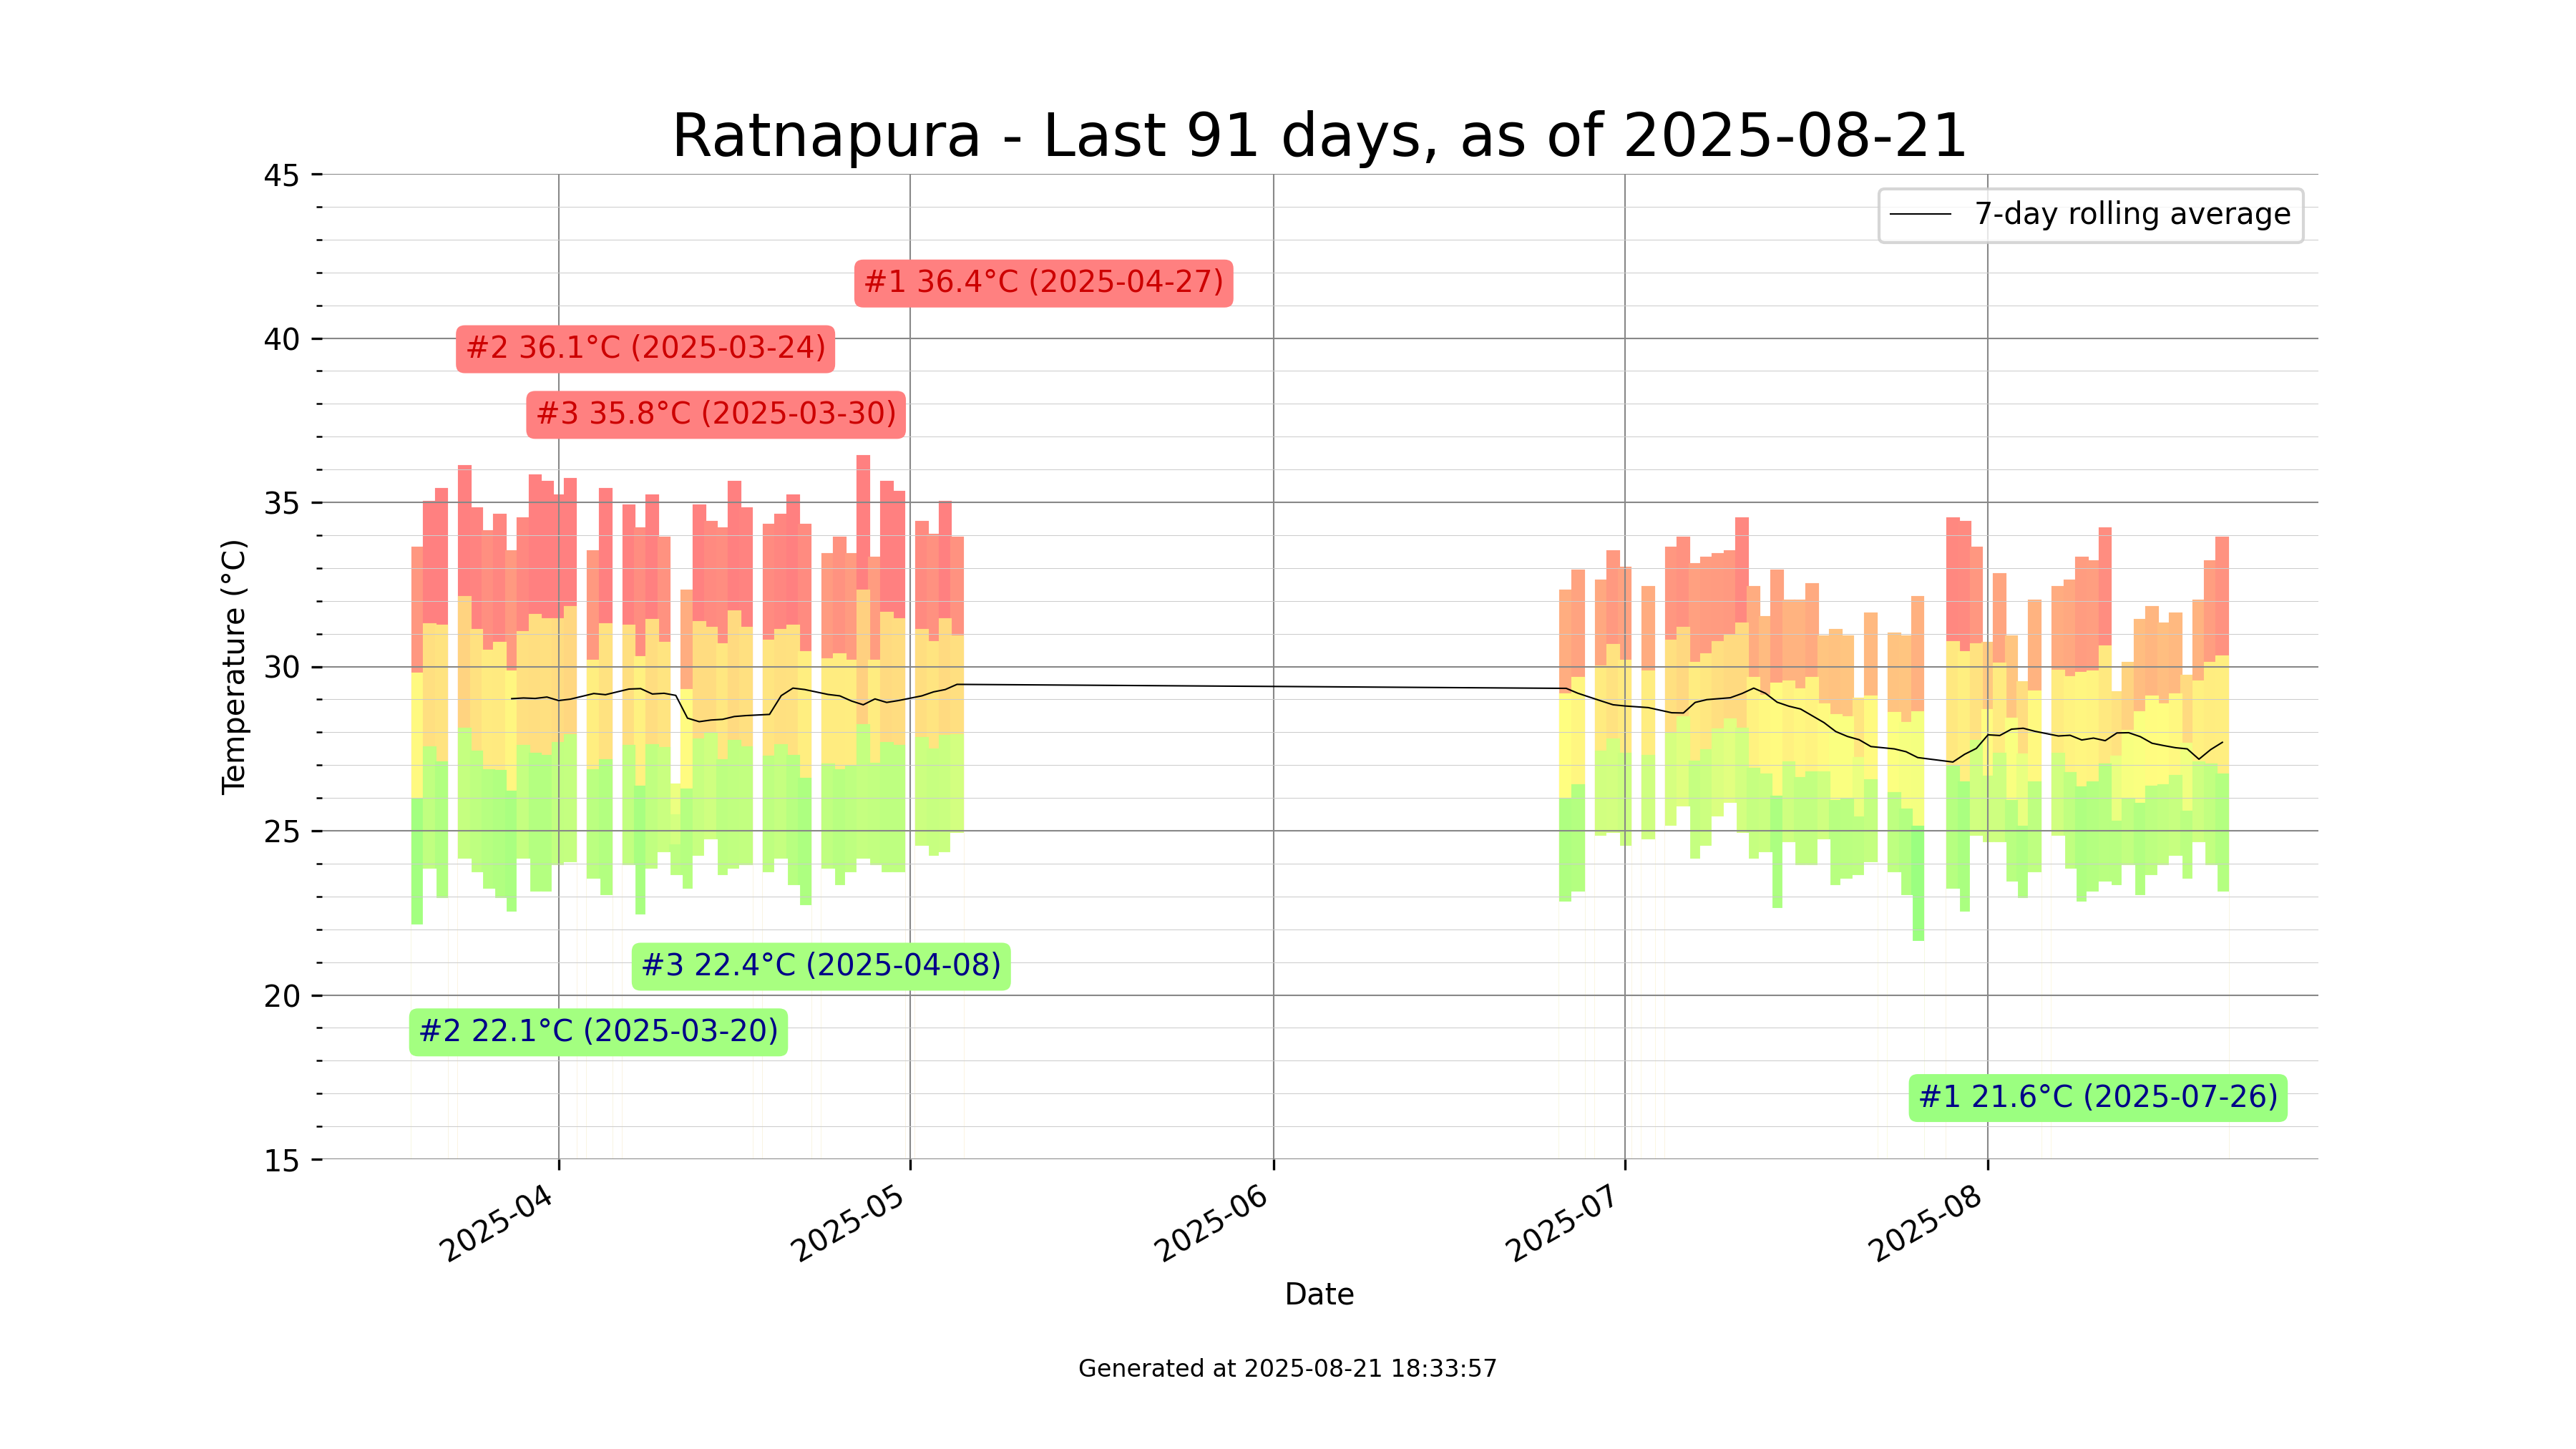 Ratnapura - Last 91 days, as of 2025-08-21
7-day rolling average
#1 36.4°C (2025-04-27)
#2 36.1°C (2025-03-24)
#3 35.8°C (2025-03-30)
#3 22.4°C (2025-04-08)
#2 22.1°C (2025-03-20)
#1 21.6°C (2025-07-26)
Temperature (°C)
45
40
35
30
25
20
15
2025-04
2025-05
2025-06
2025-07
2025-08
Date
Generated at 2025-08-21 18:33:57